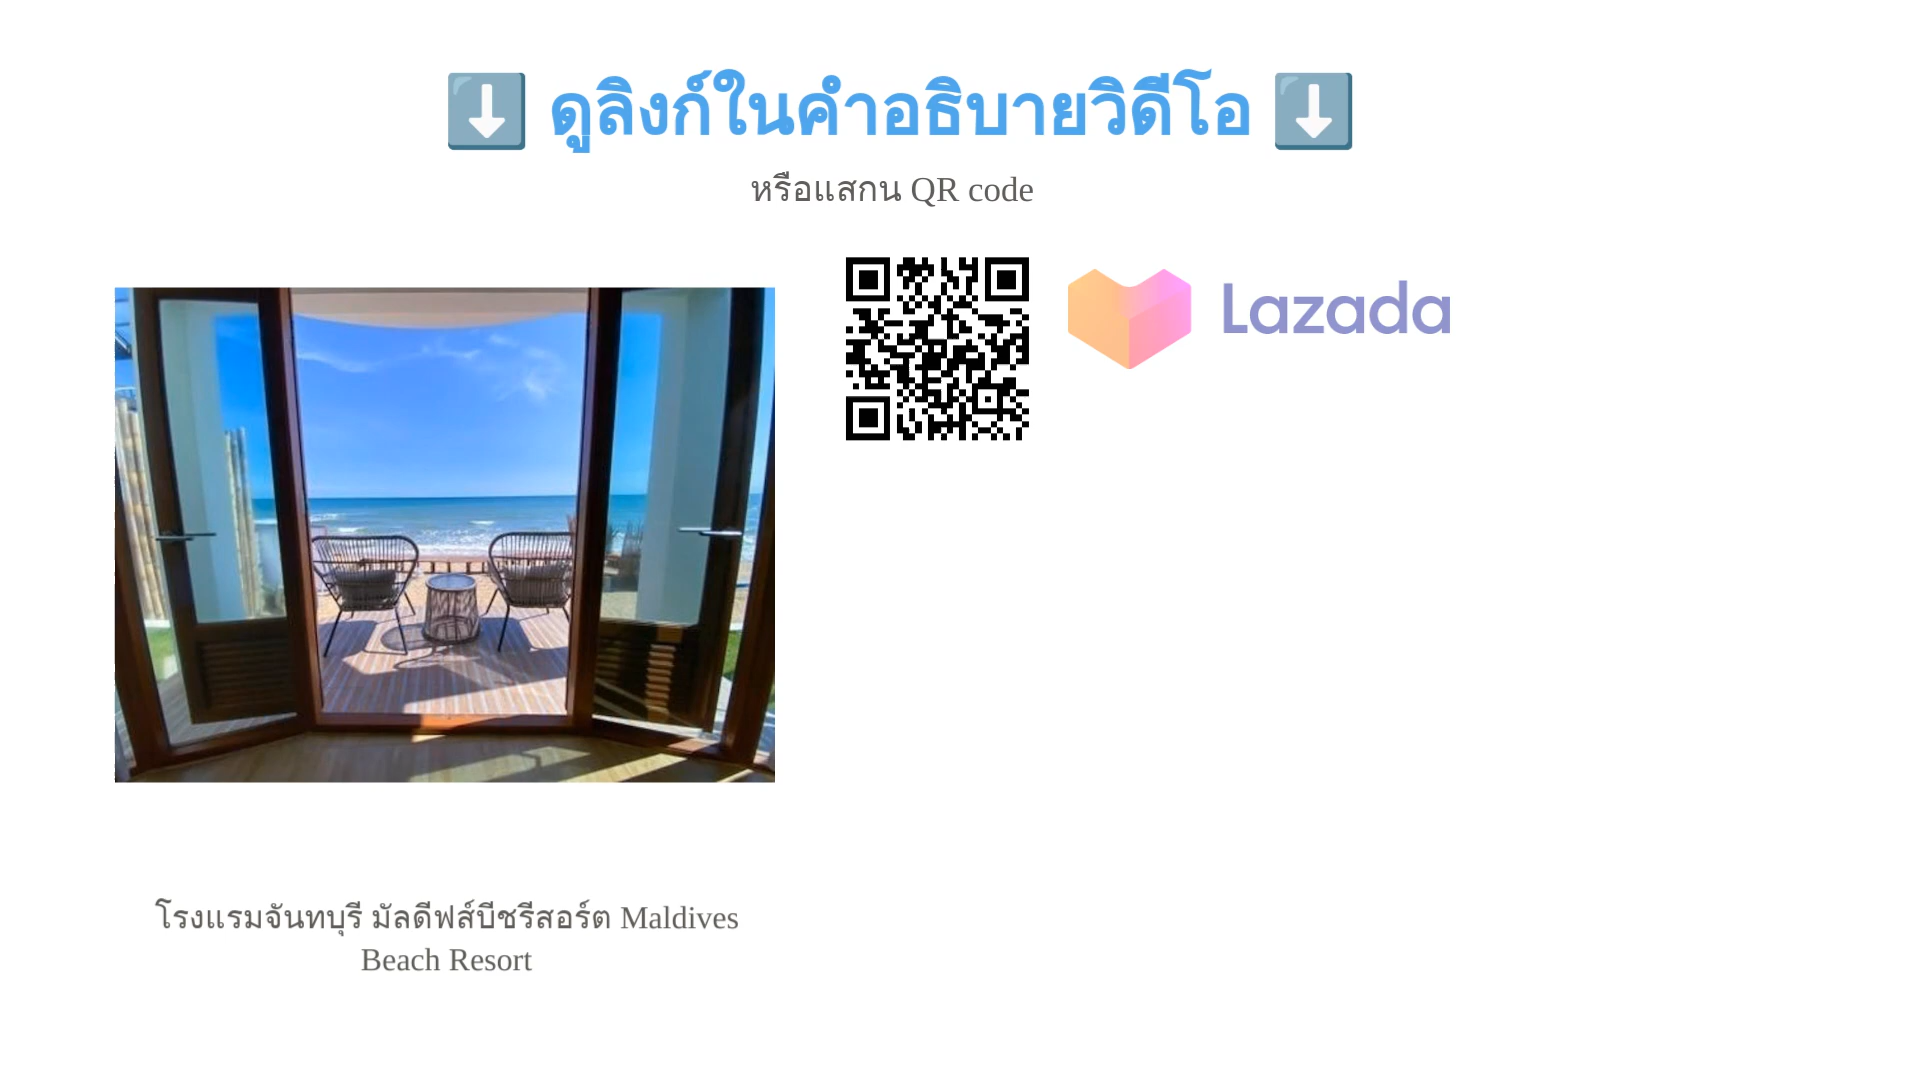 ⬇️ ดูลิงก์ในคำอธิบายวิดีโอ ⬇️
หรือแสกน QR code
Lazada
โรงแรมจันทบุรี มัลดีฟส์บีชรีสอร์ต Maldives
Beach Resort